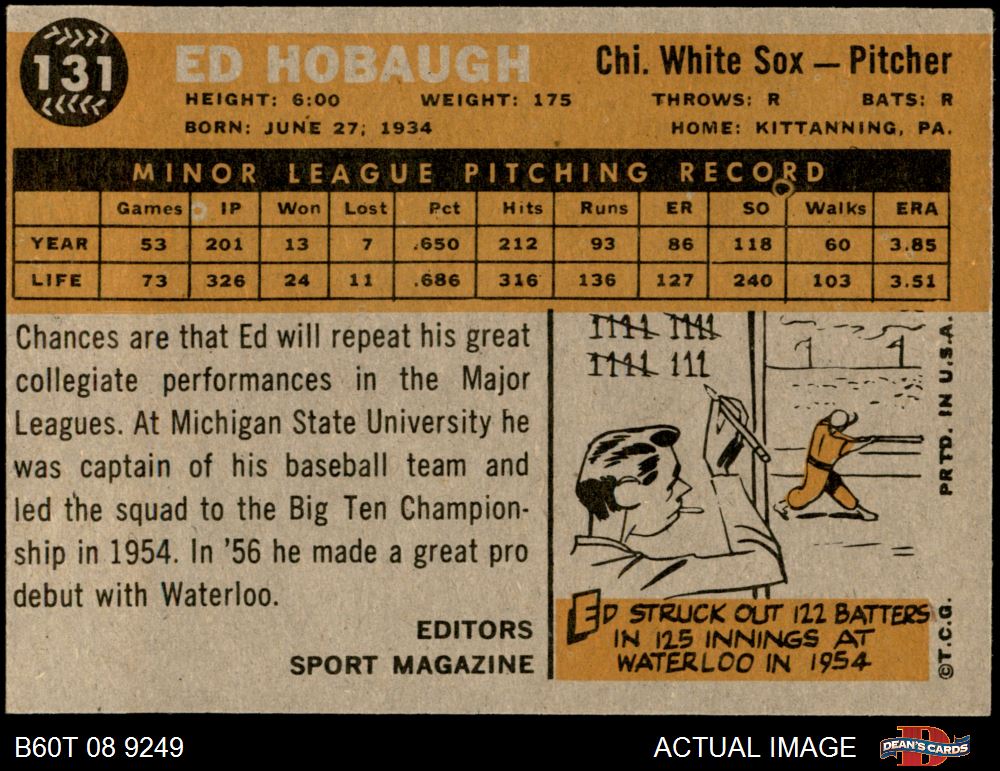 131
ED HOBAUGH
Chi. White Sox — Pitcher
HEIGHT: 6:00 WEIGHT: 175 THROWS: R BATS: R
BORN: JUNE 27, 1934 HOME: KITTANNING, PA.
MINOR LEAGUE PITCHING RECORD
Games IP Won Lost Pct Hits Runs ER SO Walks ERA
YEAR 53 201 13 7 .650 212 93 86 118 60 3.85
LIFE 73 326 24 11 .686 316 136 127 240 103 3.51
Chances are that Ed will repeat his great
collegiate performances in the Major
Leagues. At Michigan State University he
was captain of his baseball team and
led the squad to the Big Ten Champion-
ship in 1954. In '56 he made a great pro
debut with Waterloo.
EDITORS
SPORT MAGAZINE
ED STRUCK OUT 122 BATTERS
IN 125 INNINGS AT
WATERLOO IN 1954
PRTD. IN U.S.A.
©T.C.G.
B60T 08 9249
ACTUAL IMAGE
DEAN'S CARDS